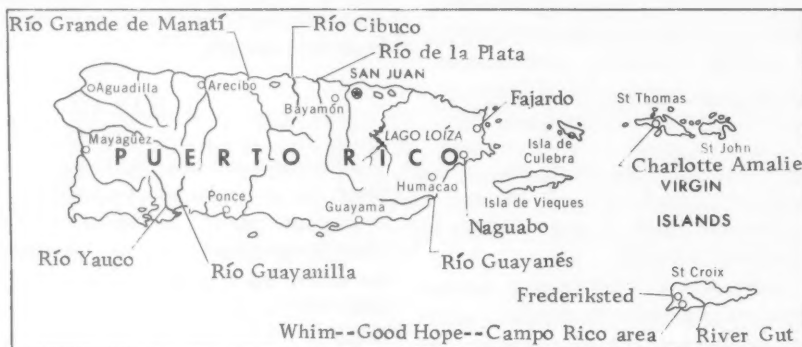 Río Grande de Manatí
Río Cibuco
Río de la Plata
SAN JUAN
Aguadilla
Arecibo
Bayamón
Fajardo
St Thomas
Mayagüez
LAGO LOÍZA
Isla de
Culebra
St John
PUERTO RICO
Charlotte Amalie
Humacao
VIRGIN
ISLANDS
Ponce
Guayama
Isla de Vieques
Naguabo
Río Yauco
Río Guayanilla
Río Guayanés
St Croix
Frederiksted
Whim--Good Hope--Campo Rico area
River Gut